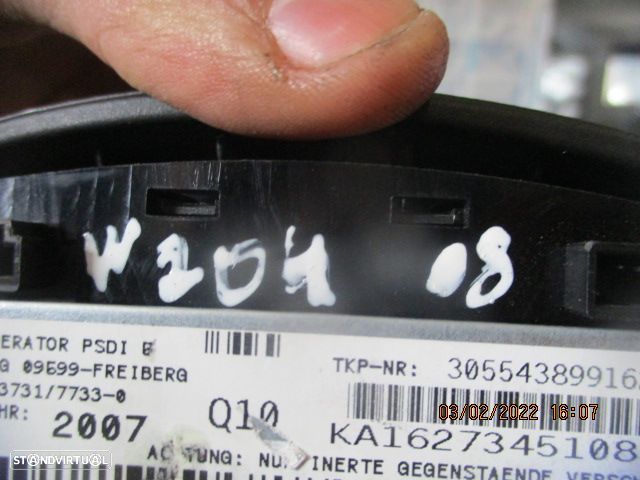 W204 08
ERATOR PSDI 5
G 09599-FREIBERG
3731/7733-0
HR: 2007
Q10
TKP-NR: 30554389916
KA1627345108
03/02/2022 16:07
INERTE GEGENSTAENDE
STANDVIRTUAL